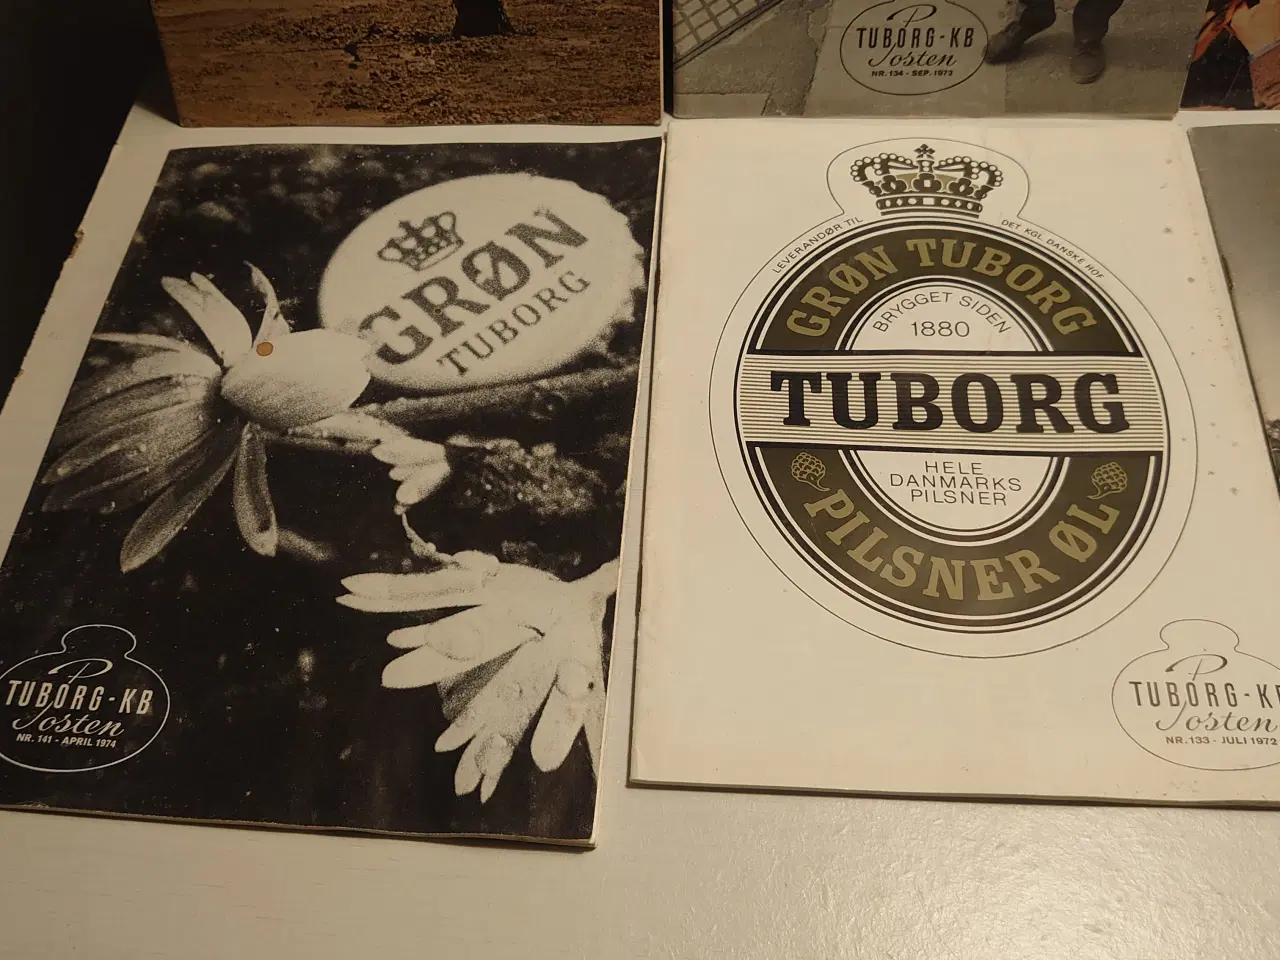 TUBORG-KB
Posten
NR. 134 - SEP. 1972
GRØN
TUBORG
TUBORG-KB
Posten
NR. 141 - APRIL 1974
LEVERANDØR TIL DET KGL. DANSKE HOF
GRØN TUBORG
BRYGGET SIDEN
1880
TUBORG
HELE
DANMARKS
PILSNER
PILSNER ØL
TUBORG-KB
Posten
NR. 133 - JULI 1972